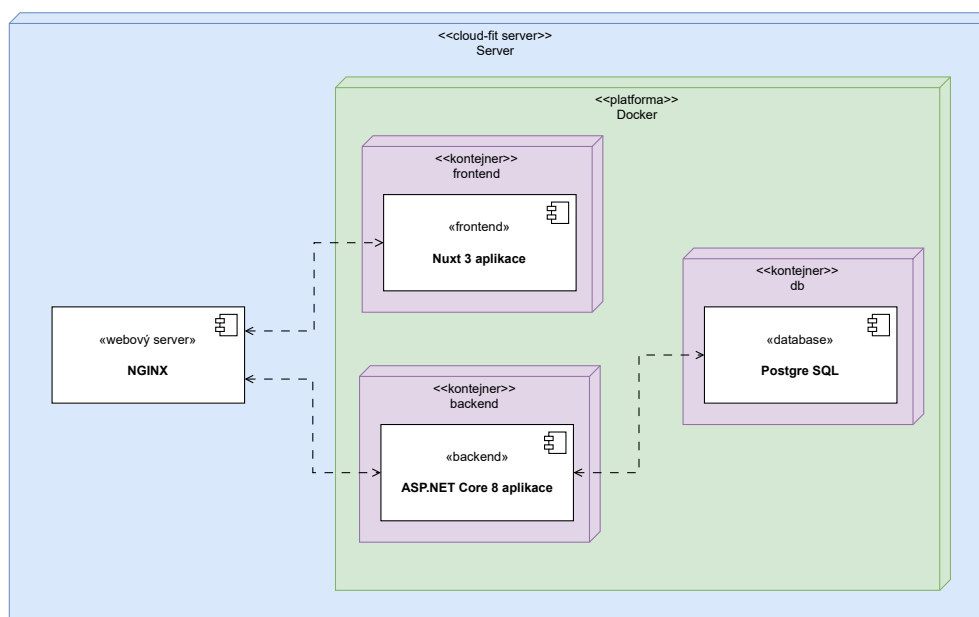 <<cloud-fit server>>
Server
<<platforma>>
Docker
<<kontejner>>
frontend
«frontend»
Nuxt 3 aplikace
<<kontejner>>
db
«database»
Postgre SQL
«webový server»
NGINX
<<kontejner>>
backend
«backend»
ASP.NET Core 8 aplikace